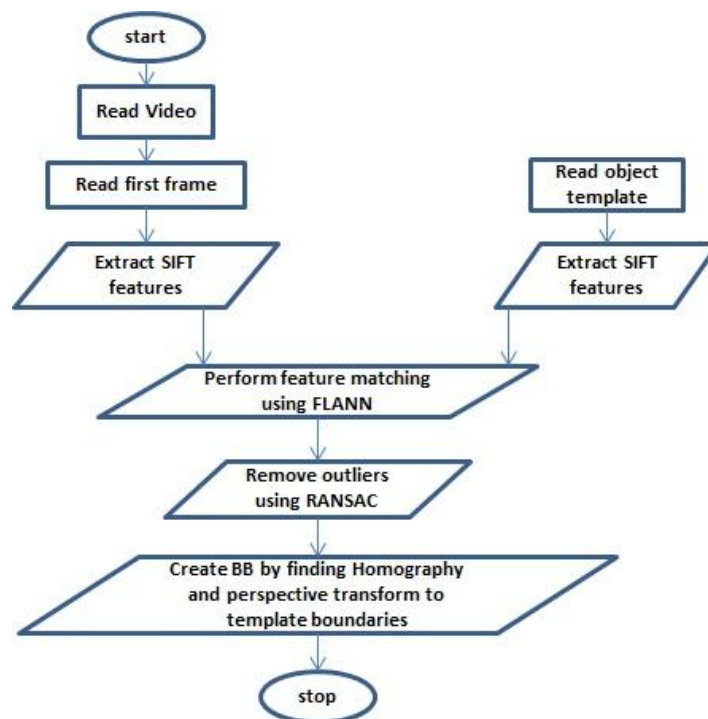 start
Read Video
Read first frame
Extract SIFT
features
Read object
template
Extract SIFT
features
Perform feature matching
using FLANN
Remove outliers
using RANSAC
Create BB by finding Homography
and perspective transform to
template boundaries
stop